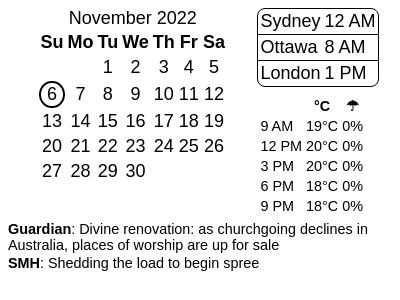 November 2022
Su Mo Tu We Th Fr Sa
1 2 3 4 5
6 7 8 9 10 11 12
13 14 15 16 17 18 19
20 21 22 23 24 25 26
27 28 29 30
Sydney 12 AM
Ottawa 8 AM
London 1 PM
°C ☂
9 AM 19°C 0%
12 PM 20°C 0%
3 PM 20°C 0%
6 PM 18°C 0%
9 PM 18°C 0%
Guardian: Divine renovation: as churchgoing declines in
Australia, places of worship are up for sale
SMH: Shedding the load to begin spree